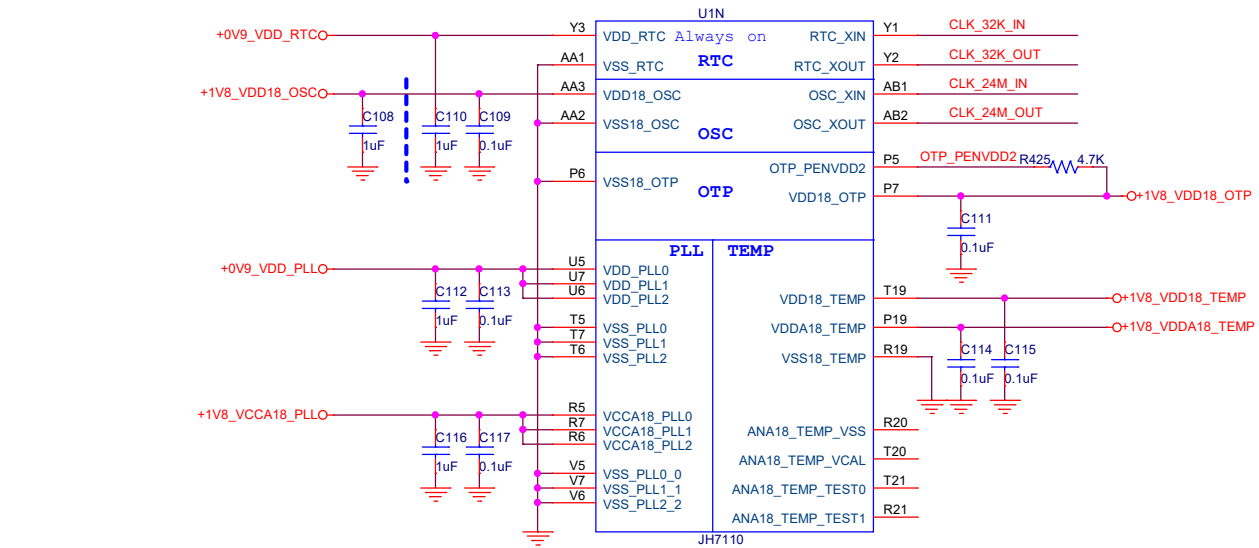 U1N
+0V9_VDD_RTC Y3 VDD_RTC Always on RTC_XIN Y1 CLK_32K_IN
AA1 VSS_RTC RTC RTC_XOUT Y2 CLK_32K_OUT
+1V8_VDD18_OSC AA3 VDD18_OSC OSC_XIN AB1 CLK_24M_IN
C108 C110 C109 AA2 VSS18_OSC OSC OSC_XOUT AB2 CLK_24M_OUT
1uF 1uF 0.1uF
OTP_PENVDD2 P5 OTP_PENVDD2 R425 4.7K
P6 VSS18_OTP OTP VDD18_OTP P7 +1V8_VDD18_OTP
C111
0.1uF
PLL TEMP
+0V9_VDD_PLL U5 VDD_PLL0
U7 VDD_PLL1
C112 C113 U6 VDD_PLL2 VDD18_TEMP T19 +1V8_VDD18_TEMP
1uF 0.1uF T5 VSS_PLL0 VDDA18_TEMP P19 +1V8_VDDA18_TEMP
T7 VSS_PLL1
T6 VSS_PLL2 VSS18_TEMP R19 C114 C115
0.1uF 0.1uF
+1V8_VCCA18_PLL R5 VCCA18_PLL0
R7 VCCA18_PLL1 ANA18_TEMP_VSS R20
C116 C117 R6 VCCA18_PLL2
1uF 0.1uF ANA18_TEMP_VCAL T20
V5 VSS_PLL0_0
V7 VSS_PLL1_1 ANA18_TEMP_TEST0 T21
V6 VSS_PLL2_2
ANA18_TEMP_TEST1 R21
JH7110